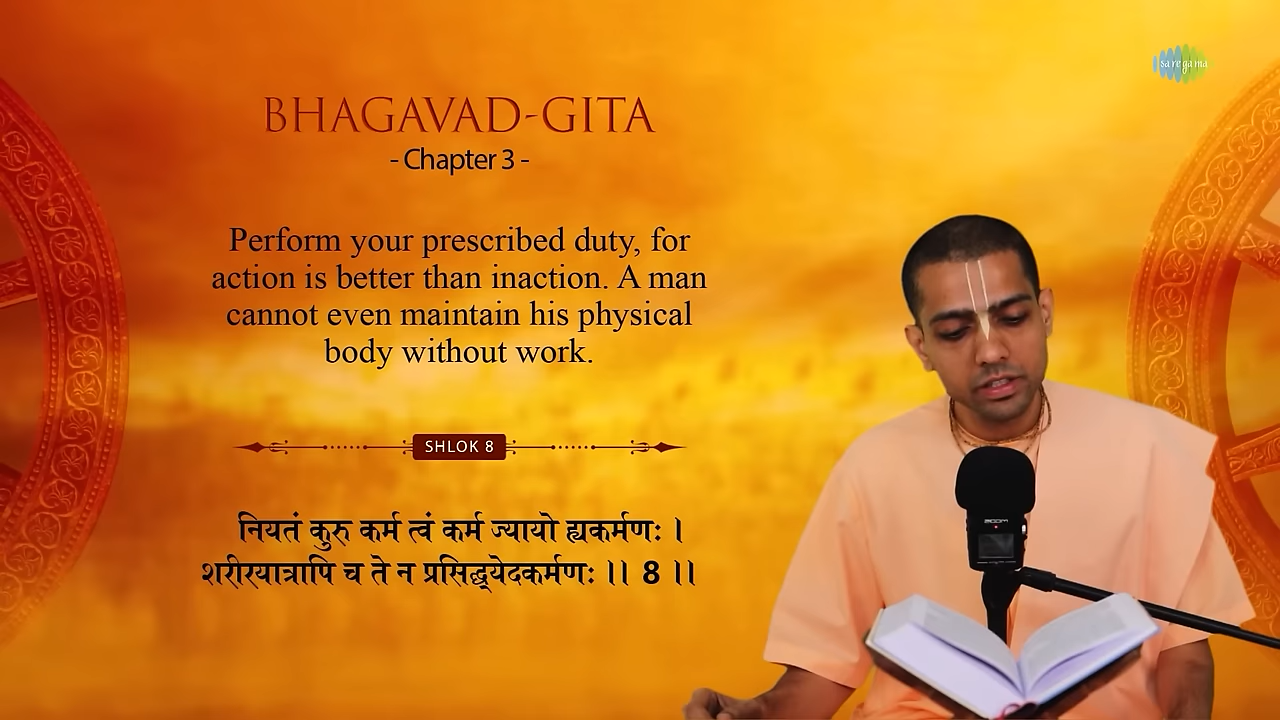 saregama
BHAGAVAD-GITA
- Chapter 3 -
Perform your prescribed duty, for
action is better than inaction. A man
cannot even maintain his physical
body without work.
SHLOK 8
नियतं कुरु कर्म त्वं कर्म ज्यायो ह्यकर्मणः ।
शरीरयात्रापि च ते न प्रसिद्ध्येदकर्मणः ।। 8 ।।
zoom